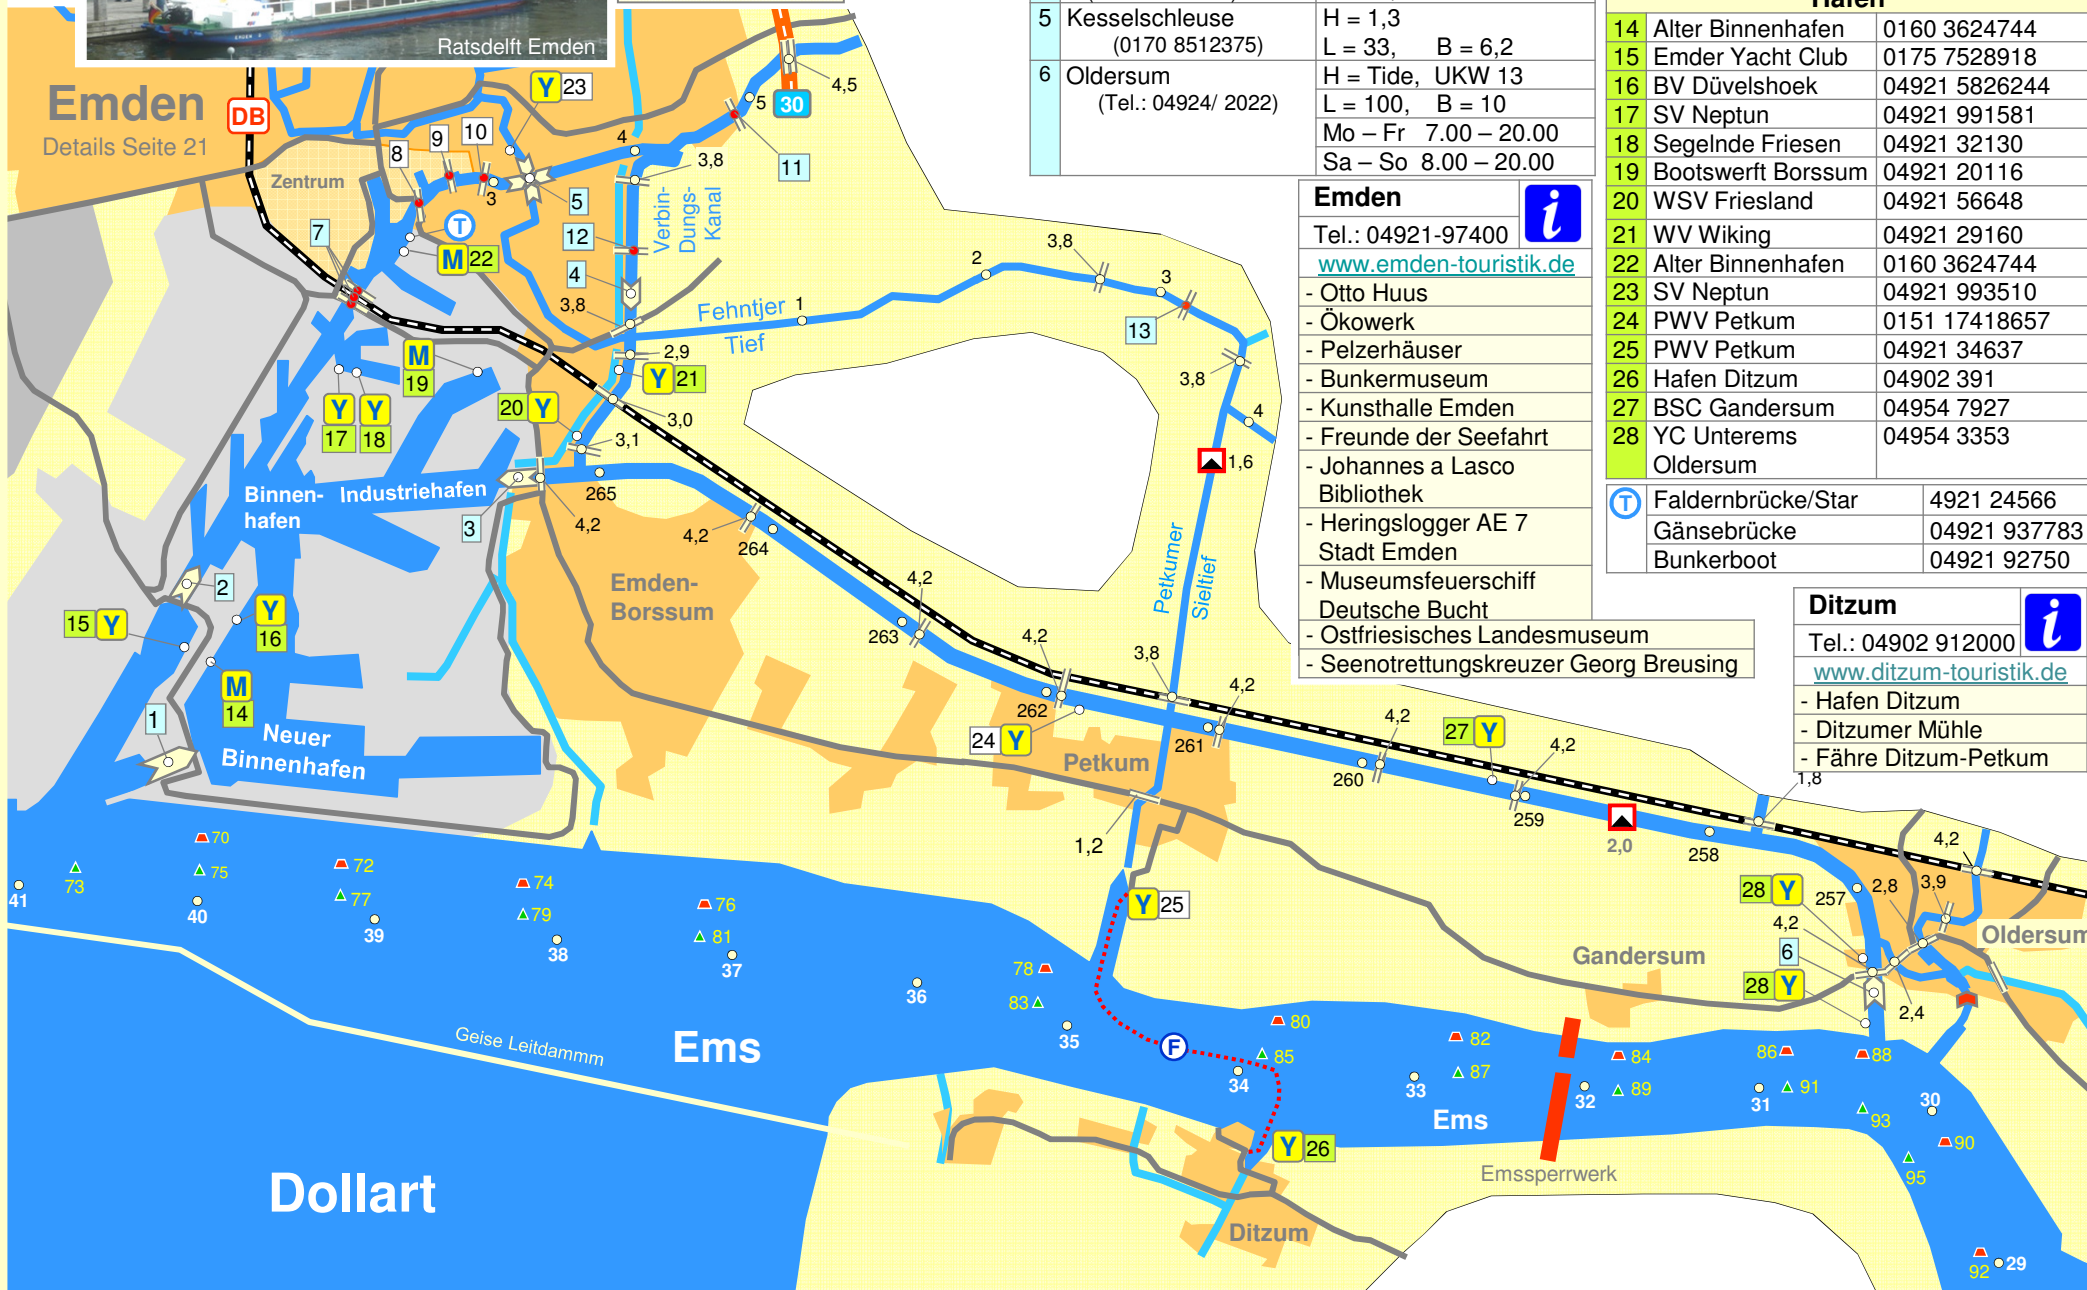 Ratsdelft Emden
5 Kesselschleuse H = 1,3
(0170 8512375) L = 33, B = 6,2
6 Oldersum H = Tide, UKW 13
(Tel.: 04924/ 2022) L = 100, B = 10
Mo – Fr 7.00 – 20.00
Sa – So 8.00 – 20.00
Hafen
14 Alter Binnenhafen 0160 3624744
15 Emder Yacht Club 0175 7528918
16 BV Düvelshoek 04921 5826244
17 SV Neptun 04921 991581
18 Segelnde Friesen 04921 32130
19 Bootswerft Borssum 04921 20116
20 WSV Friesland 04921 56648
21 WV Wiking 04921 29160
22 Alter Binnenhafen 0160 3624744
23 SV Neptun 04921 993510
24 PWV Petkum 0151 17418657
25 PWV Petkum 04921 34637
26 Hafen Ditzum 04902 391
27 BSC Gandersum 04954 7927
28 YC Unterems 04954 3353
Oldersum
T Faldernbrücke/Star 4921 24566
Gänsebrücke 04921 937783
Bunkerboot 04921 92750
Emden i
Tel.: 04921-97400
www.emden-touristik.de
- Otto Huus
- Ökowerk
- Pelzerhäuser
- Bunkermuseum
- Kunsthalle Emden
- Freunde der Seefahrt
- Johannes a Lasco
Bibliothek
- Heringslogger AE 7
Stadt Emden
- Museumsfeuerschiff
Deutsche Bucht
- Ostfriesisches Landesmuseum
- Seenotrettungskreuzer Georg Breusing
Ditzum i
Tel.: 04902 912000
www.ditzum-touristik.de
- Hafen Ditzum
- Ditzumer Mühle
- Fähre Ditzum-Petkum
Emden
Details Seite 21
DB
Zentrum
Y 23
4,5
30
5
4
3,8
11
10
9
8
3
5
7
T
M 22
12
4
3,8
Verbin-
Dungs-
Kanal
Fehntjer
Tief
1
2
3,8
3
13
3,8
4
1,6
2,9
Y 21
M
19
20 Y
3,0
3,1
Y Y
17 18
Binnen-
hafen
Industriehafen
3
265
4,2
4,2
264
Emden-
Borssum
2
15 Y
Y
16
M
14
1
Neuer
Binnenhafen
4,2
263
4,2
262
24 Y
3,8
Petkumer
Sieltief
4,2
261
Petkum
1,2
4,2
260
27 Y
4,2
259
2,0
258
1,8
257
28 Y
4,2
6
28 Y
2,8
3,9
4,2
2,4
Oldersum
Gandersum
Y 25
70
75
73
41
40
72
77
39
74
79
38
76
81
37
36
78
83
35
Geise Leitdammm
Ems
F
80
85
34
82
87
33
Ems
Emssperrwerk
84
89
32
86
91
31
88
93
30
90
95
92
29
Y 26
Ditzum
Dollart